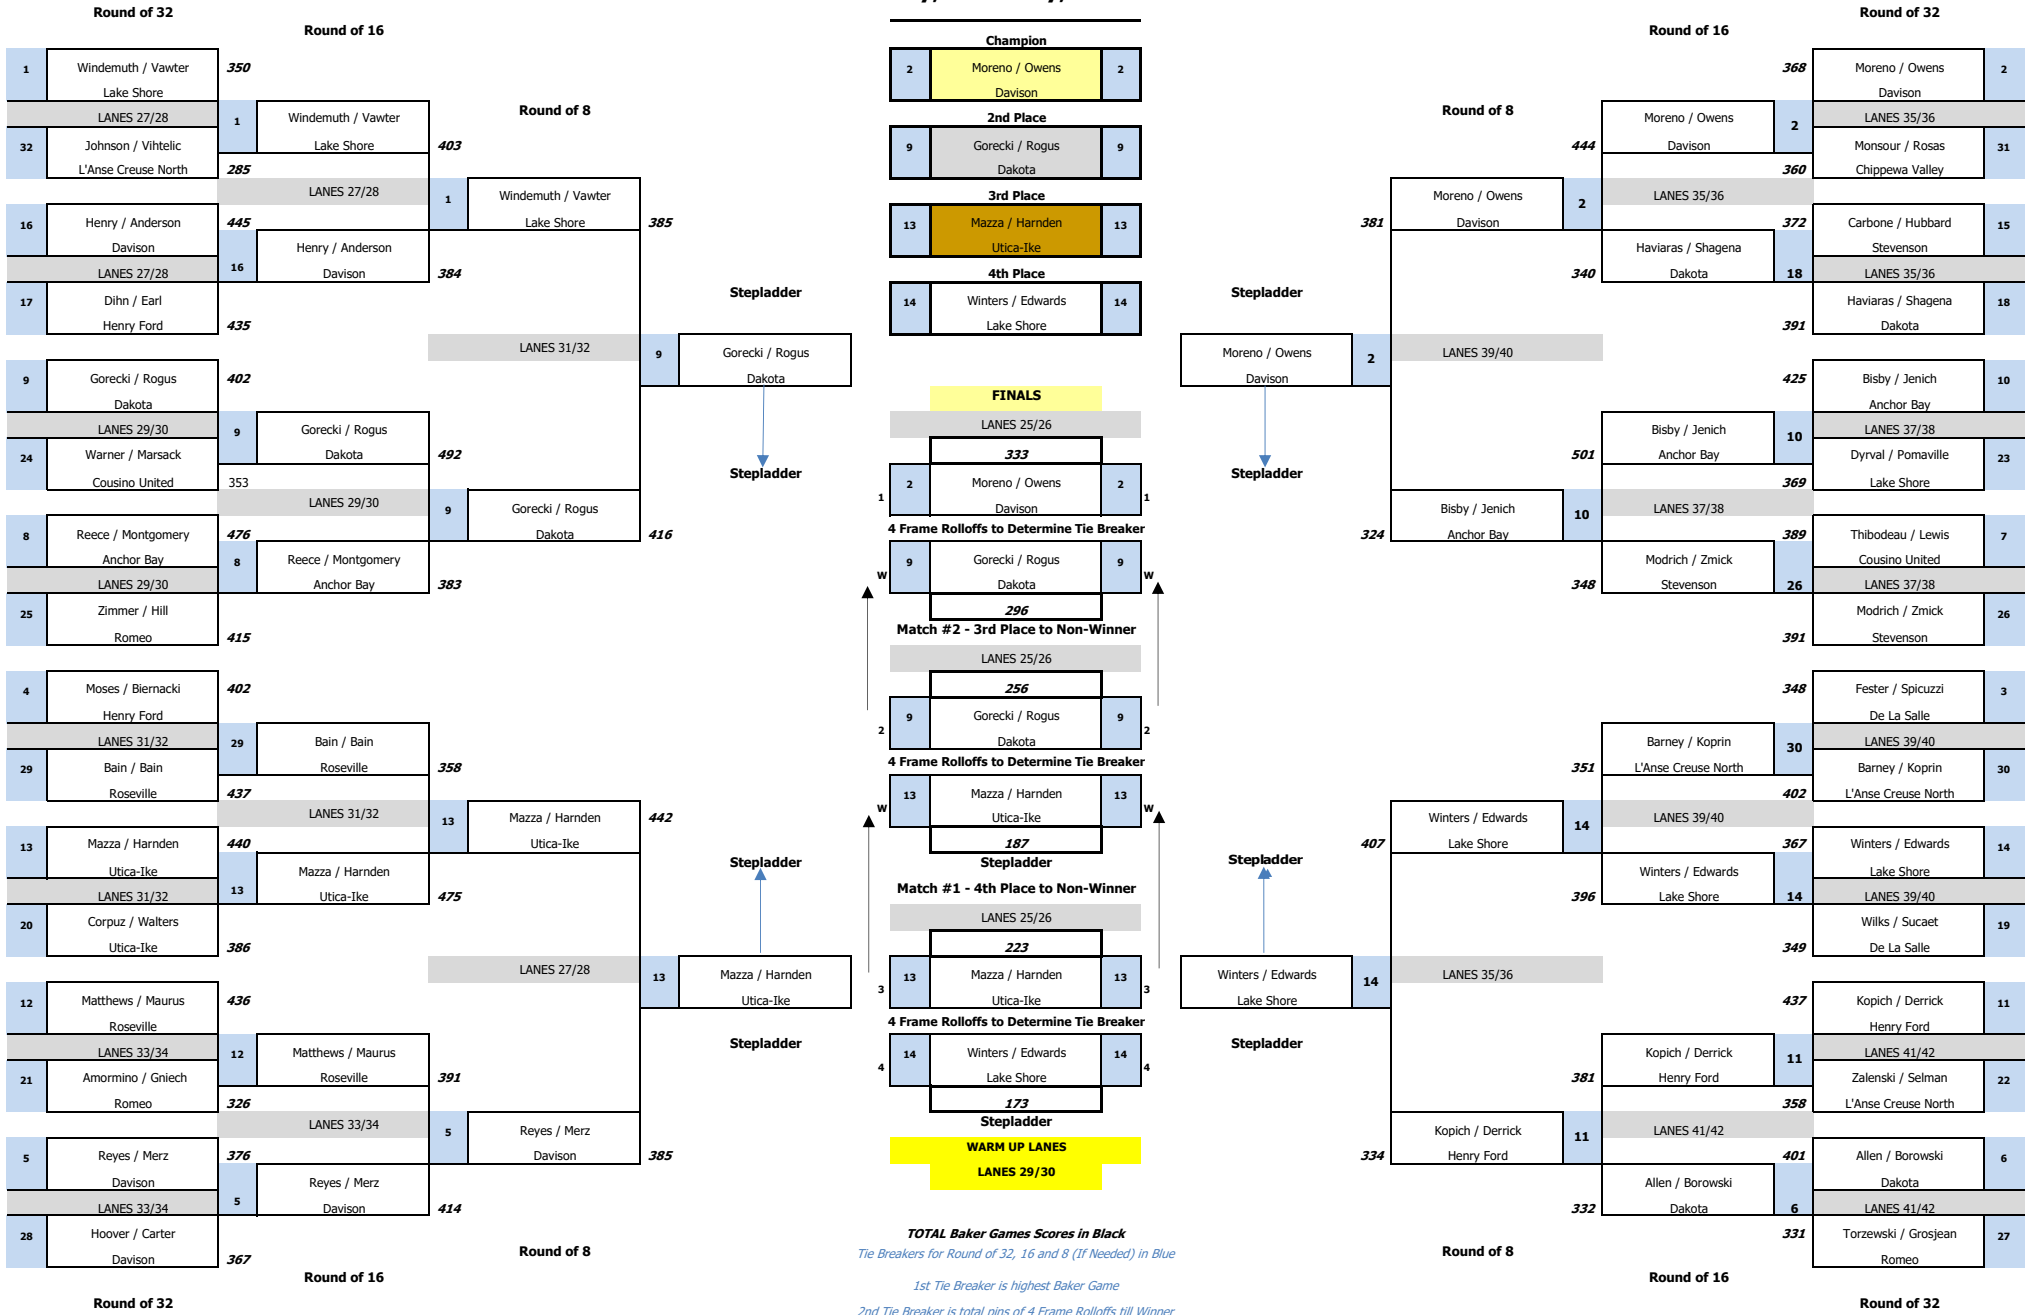 Round of 32
Round of 16
Round of 8
1
Windemuth / Vawter
350
Lake Shore
LANES 27/28
32
Johnson / Vihtelic
L'Anse Creuse North
285
16
Henry / Anderson
445
Davison
LANES 27/28
17
Dihn / Earl
Henry Ford
435
9
Gorecki / Rogus
402
Dakota
LANES 29/30
24
Warner / Marsack
Cousino United
353
8
Reece / Montgomery
476
Anchor Bay
LANES 29/30
25
Zimmer / Hill
Romeo
415
4
Moses / Biernacki
402
Henry Ford
LANES 31/32
29
Bain / Bain
Roseville
437
13
Mazza / Harnden
440
Utica-Ike
LANES 31/32
20
Corpuz / Walters
Utica-Ike
386
12
Matthews / Maurus
436
Roseville
LANES 33/34
21
Amormino / Gniech
Romeo
326
5
Reyes / Merz
376
Davison
LANES 33/34
28
Hoover / Carter
Davison
367
Round of 32
1
Windemuth / Vawter
Lake Shore
403
LANES 27/28
16
Henry / Anderson
Davison
384
9
Gorecki / Rogus
Dakota
492
LANES 29/30
8
Reece / Montgomery
Anchor Bay
383
29
Bain / Bain
Roseville
358
LANES 31/32
13
Mazza / Harnden
Utica-Ike
475
12
Matthews / Maurus
Roseville
391
LANES 33/34
5
Reyes / Merz
Davison
414
Round of 16
1
Windemuth / Vawter
Lake Shore
385
LANES 31/32
9
Gorecki / Rogus
Dakota
416
13
Mazza / Harnden
442
Utica-Ike
LANES 27/28
5
Reyes / Merz
Davison
385
Round of 8
Stepladder
9
Gorecki / Rogus
Dakota
Stepladder
Stepladder
13
Mazza / Harnden
Utica-Ike
Stepladder
Champion
2
Moreno / Owens
2
Davison
2nd Place
9
Gorecki / Rogus
9
Dakota
3rd Place
13
Mazza / Harnden
13
Utica-Ike
4th Place
14
Winters / Edwards
14
Lake Shore
FINALS
LANES 25/26
333
1
2
Moreno / Owens
2
1
Davison
4 Frame Rolloffs to Determine Tie Breaker
W
9
Gorecki / Rogus
9
W
Dakota
296
Match #2 - 3rd Place to Non-Winner
LANES 25/26
256
2
9
Gorecki / Rogus
9
2
Dakota
4 Frame Rolloffs to Determine Tie Breaker
W
13
Mazza / Harnden
13
W
Utica-Ike
187
Stepladder
Match #1 - 4th Place to Non-Winner
LANES 25/26
223
3
13
Mazza / Harnden
13
3
Utica-Ike
4 Frame Rolloffs to Determine Tie Breaker
4
14
Winters / Edwards
14
4
Lake Shore
173
Stepladder
WARM UP LANES
LANES 29/30
TOTAL Baker Games Scores in Black
Tie Breakers for Round of 32, 16 and 8 (If Needed) in Blue
1st Tie Breaker is highest Baker Game
2nd Tie Breaker is total pins of 4 Frame Rolloffs till Winner
Stepladder
Moreno / Owens
2
Davison
Stepladder
Stepladder
Winters / Edwards
14
Lake Shore
Stepladder
Round of 8
Moreno / Owens
2
381
Davison
LANES 39/40
Bisby / Jenich
10
324
Anchor Bay
Winters / Edwards
14
407
Lake Shore
LANES 35/36
Kopich / Derrick
11
334
Henry Ford
Round of 8
Round of 16
Moreno / Owens
2
444
Davison
LANES 35/36
Haviaras / Shagena
340
Dakota
18
Bisby / Jenich
10
501
Anchor Bay
LANES 37/38
Modrich / Zmick
348
Stevenson
26
Barney / Koprin
30
351
L'Anse Creuse North
LANES 39/40
Winters / Edwards
396
Lake Shore
14
Kopich / Derrick
11
381
Henry Ford
LANES 41/42
Allen / Borowski
332
Dakota
6
Round of 16
Round of 32
368
Moreno / Owens
2
Davison
LANES 35/36
Monsour / Rosas
31
360
Chippewa Valley
372
Carbone / Hubbard
15
Stevenson
LANES 35/36
Haviaras / Shagena
18
391
Dakota
425
Bisby / Jenich
10
Anchor Bay
LANES 37/38
Dyrval / Pomaville
23
369
Lake Shore
389
Thibodeau / Lewis
7
Cousino United
LANES 37/38
Modrich / Zmick
26
391
Stevenson
348
Fester / Spicuzzi
3
De La Salle
LANES 39/40
Barney / Koprin
30
402
L'Anse Creuse North
367
Winters / Edwards
14
Lake Shore
LANES 39/40
Wilks / Sucaet
19
349
De La Salle
437
Kopich / Derrick
11
Henry Ford
LANES 41/42
Zalenski / Selman
22
358
L'Anse Creuse North
401
Allen / Borowski
6
Dakota
LANES 41/42
331
Torzewski / Grosjean
27
Romeo
Round of 32